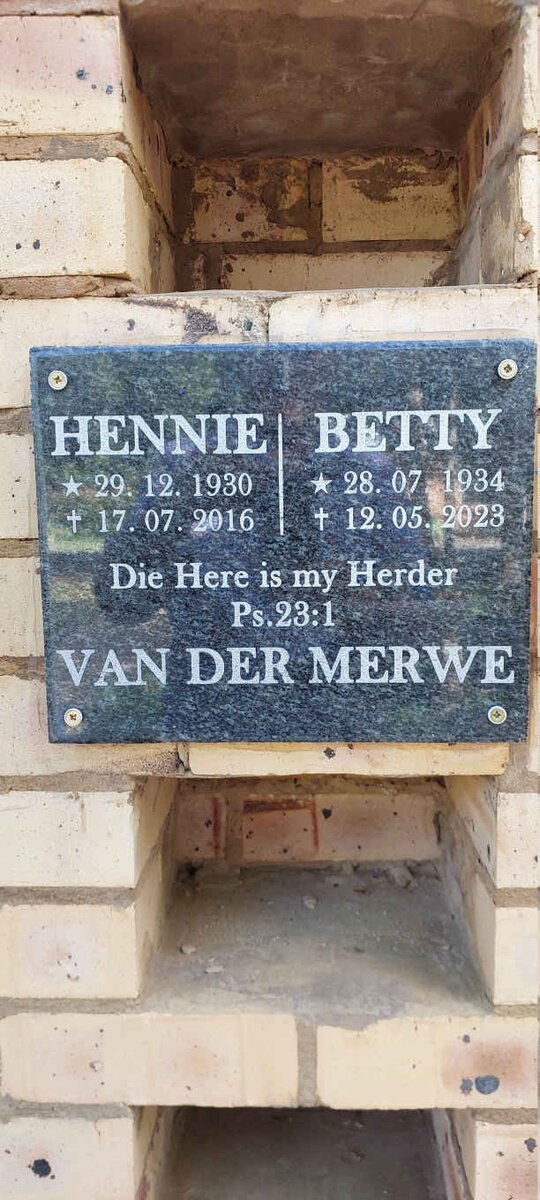 HENNIE | BETTY
★ 29. 12. 1930 | ★ 28. 07. 1934
✝ 17. 07. 2016 | ✝ 12. 05. 2023
Die Here is my Herder
Ps.23:1
VAN DER MERWE